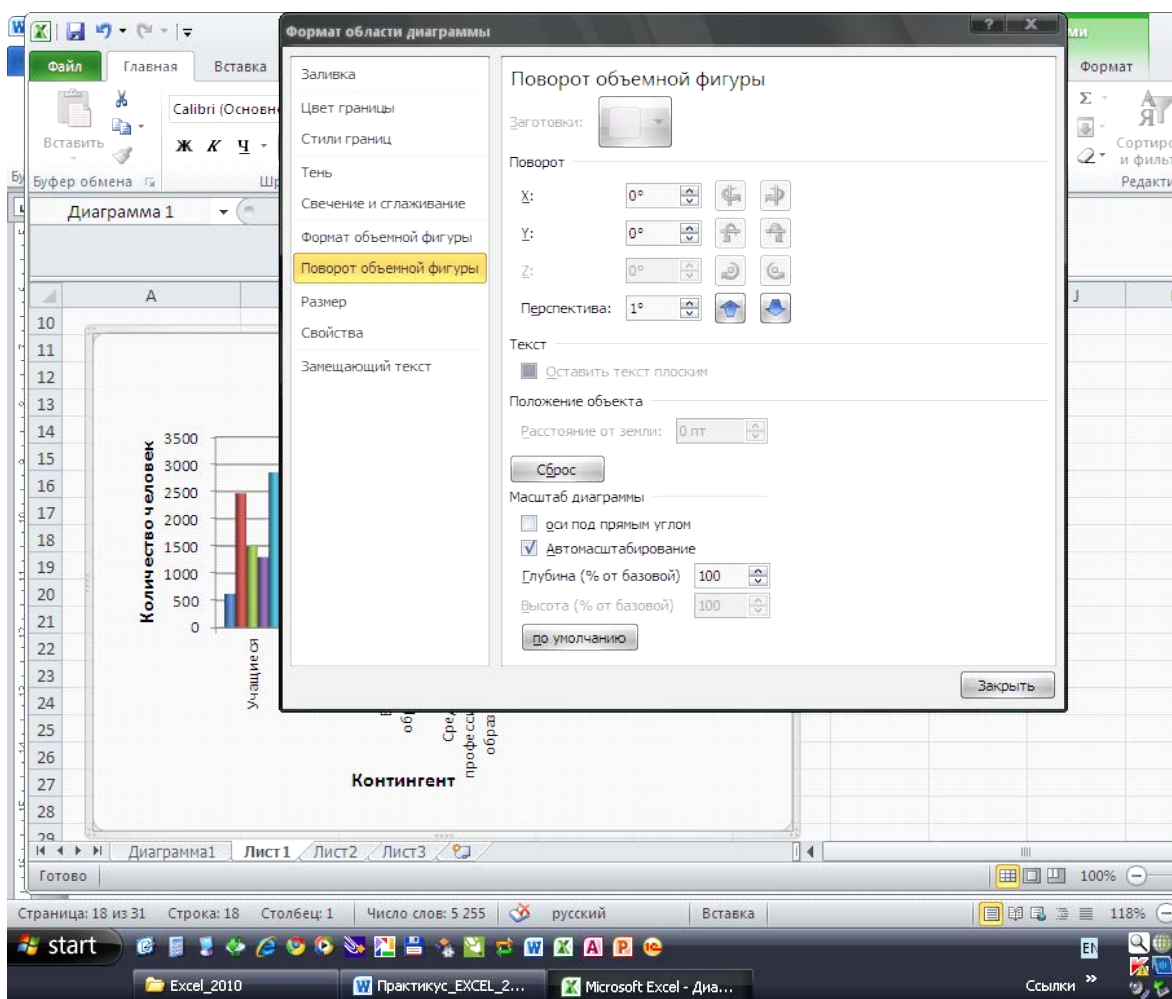 Формат области диаграммы
Файл
Главная
Вставка
Формат
Вставить
Calibri (Основн
Ж К Ч
Σ
Сортиро
и фильт
Буфер обмена
Шр
Редакти
Диаграмма 1
Заливка
Цвет границы
Стили границ
Тень
Свечение и сглаживание
Формат объемной фигуры
Поворот объемной фигуры
Размер
Свойства
Замещающий текст
Поворот объемной фигуры
Заготовки:
Поворот
X: 0°
Y: 0°
Z: 0°
Перспектива: 1°
Текст
Оставить текст плоским
Положение объекта
Расстояние от земли: 0 пт
Сброс
Масштаб диаграммы
оси под прямым углом
Автомасштабирование
Глубина (% от базовой) 100
Высота (% от базовой) 100
по умолчанию
Закрыть
A
J
10
11
12
13
14
15
16
17
18
19
20
21
22
23
24
25
26
27
28
29
Количество человек
3500
3000
2500
2000
1500
1000
500
0
Учащиеся
Контингент
Диаграмма1 Лист1 Лист2 Лист3
Готово
100%
Страница: 18 из 31 Строка: 18 Столбец: 1 Число слов: 5 255 русский Вставка 118%
start
EN
Excel_2010
Практикус_EXCEL_2...
Microsoft Excel - Диа...
Ссылки »